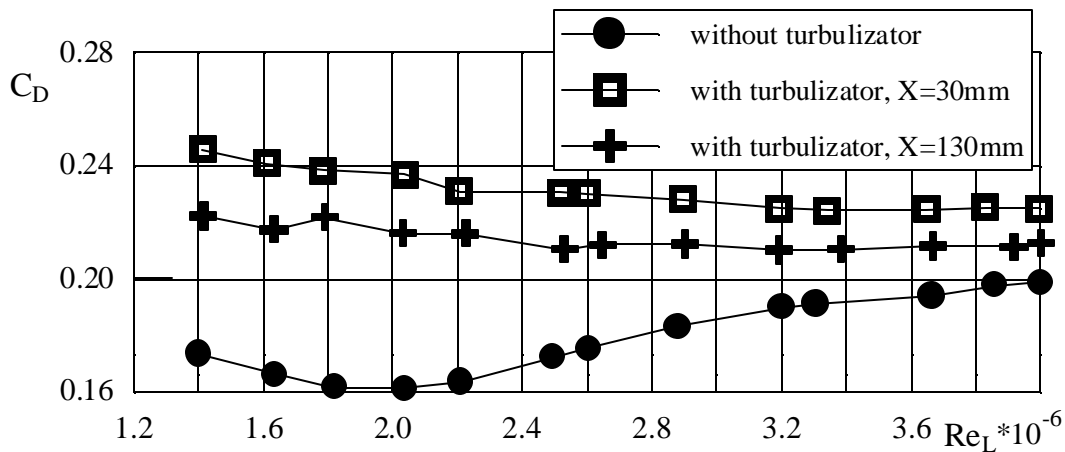 0.28
C_D
0.24
0.20
0.16
without turbulizator
with turbulizator, X=30mm
with turbulizator, X=130mm
1.2 1.6 2.0 2.4 2.8 3.2 3.6 Re_L*10^-6